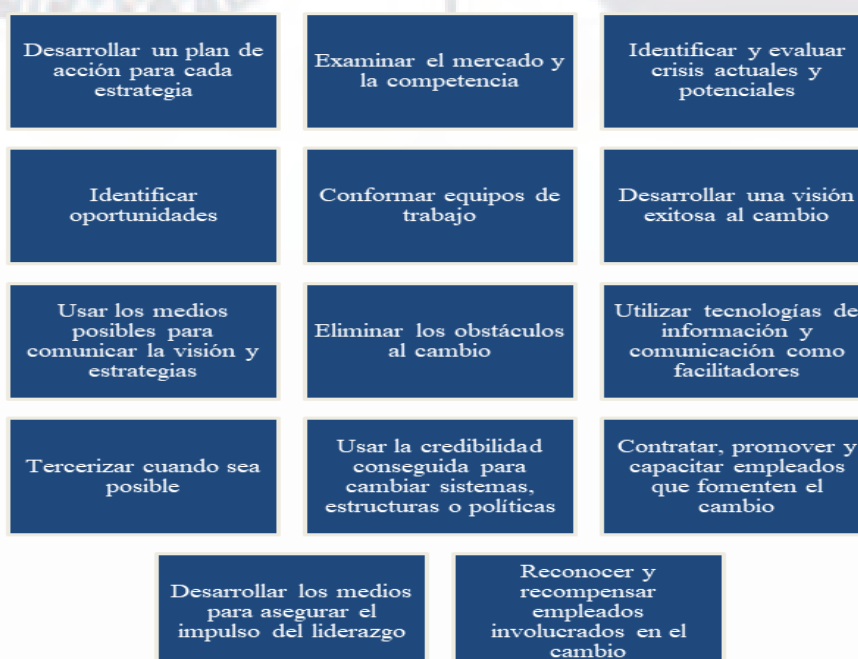 Desarrollar un plan de
acción para cada
estrategia
Examinar el mercado y
la competencia
Identificar y evaluar
crisis actuales y
potenciales
Identificar
oportunidades
Conformar equipos de
trabajo
Desarrollar una visión
exitosa al cambio
Usar los medios
posibles para
comunicar la visión y
estrategias
Eliminar los obstáculos
al cambio
Utilizar tecnologías de
información y
comunicación como
facilitadores
Tercerizar cuando sea
posible
Usar la credibilidad
conseguida para
cambiar sistemas,
estructuras o políticas
Contratar, promover y
capacitar empleados
que fomenten el
cambio
Desarrollar los medios
para asegurar el
impulso del liderazgo
Reconocer y
recompensar
empleados
involucrados en el
cambio